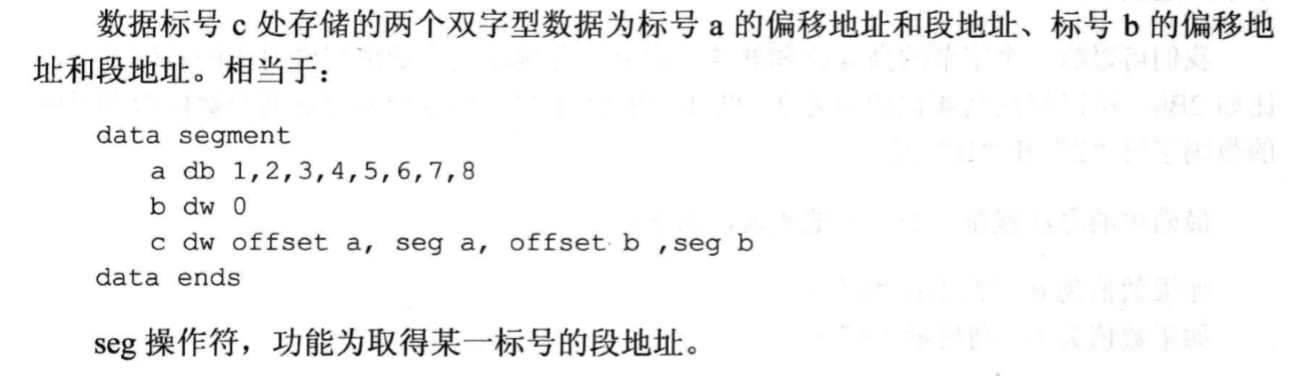 数据标号 c 处存储的两个双字型数据为标号 a 的偏移地址和段地址、标号 b 的偏移地
址和段地址。相当于：
data segment
a db 1,2,3,4,5,6,7,8
b dw 0
c dw offset a, seg a, offset b ,seg b
data ends
seg 操作符，功能为取得某一标号的段地址。